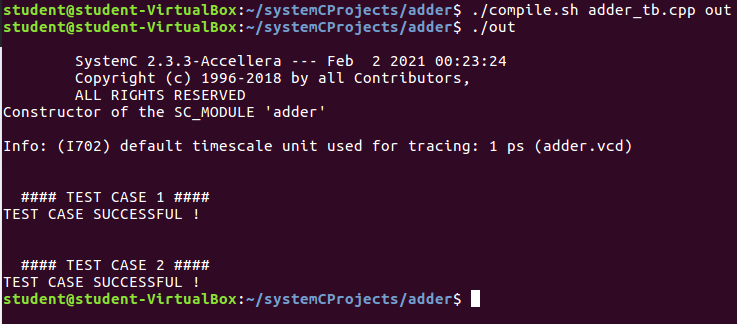 student@student-VirtualBox:~/systemCProjects/adder$ ./compile.sh adder_tb.cpp out
student@student-VirtualBox:~/systemCProjects/adder$ ./out
SystemC 2.3.3-Accellera --- Feb  2 2021 00:23:24
Copyright (c) 1996-2018 by all Contributors,
ALL RIGHTS RESERVED
Constructor of the SC_MODULE 'adder'
Info: (I702) default timescale unit used for tracing: 1 ps (adder.vcd)
#### TEST CASE 1 ####
TEST CASE SUCCESSFUL !
#### TEST CASE 2 ####
TEST CASE SUCCESSFUL !
student@student-VirtualBox:~/systemCProjects/adder$